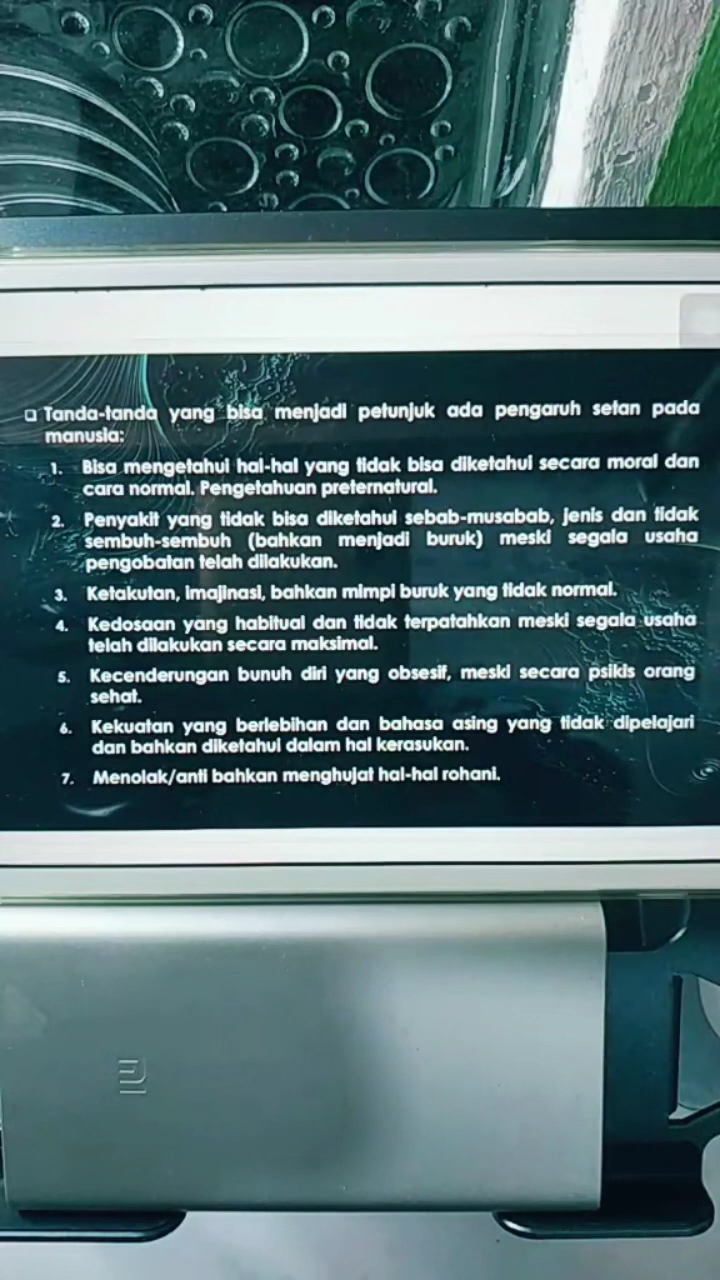 ❑ Tanda-tanda yang bisa menjadi petunjuk ada pengaruh setan pada
manusia:
1. Bisa mengetahui hal-hal yang tidak bisa diketahui secara moral dan
cara normal. Pengetahuan preternatural.
2. Penyakit yang tidak bisa diketahui sebab-musabab, jenis dan tidak
sembuh-sembuh (bahkan menjadi buruk) meski segala usaha
pengobatan telah dilakukan.
3. Ketakutan, imajinasi, bahkan mimpi buruk yang tidak normal.
4. Kedosaan yang habitual dan tidak terpatahkan meski segala usaha
telah dilakukan secara maksimal.
5. Kecenderungan bunuh diri yang obsesif, meski secara psikis orang
sehat.
6. Kekuatan yang berlebihan dan bahasa asing yang tidak dipelajari
dan bahkan diketahui dalam hal kerasukan.
7. Menolak/anti bahkan menghujat hal-hal rohani.